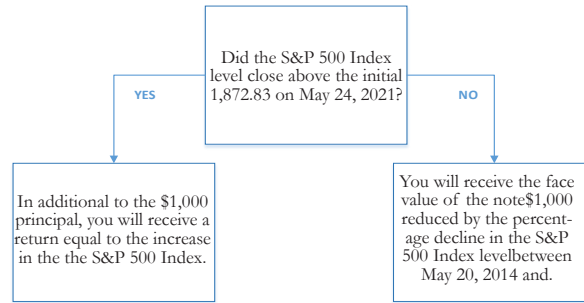 Did the S&P 500 Index
level close above the initial
1,872.83 on May 24, 2021?
YES
NO
In additional to the $1,000
principal, you will receive a
return equal to the increase
in the the S&P 500 Index.
You will receive the face
value of the note$1,000
reduced by the percent-
age decline in the S&P
500 Index levelbetween
May 20, 2014 and.